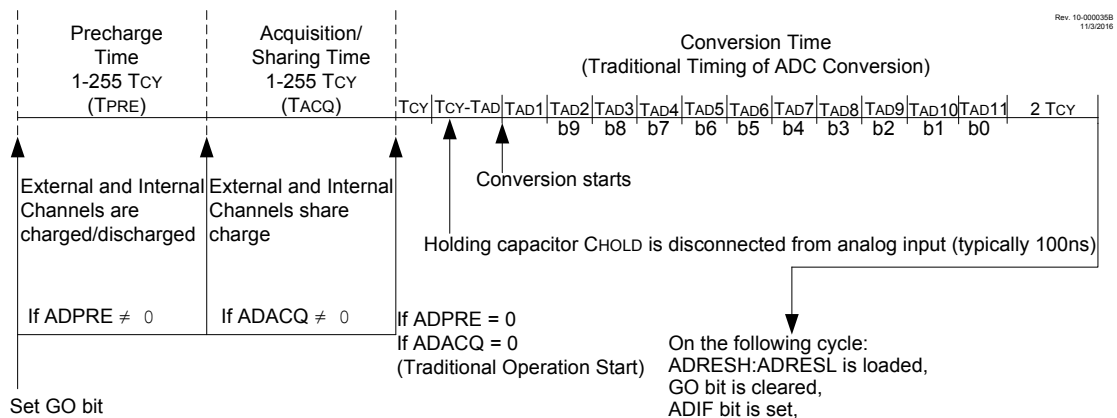 Rev. 10-000035B
11/3/2016
Precharge
Time
1-255 TCY
(TPRE)
Acquisition/
Sharing Time
1-255 TCY
(TACQ)
Conversion Time
(Traditional Timing of ADC Conversion)
TCY TCY-TAD TAD1 TAD2 TAD3 TAD4 TAD5 TAD6 TAD7 TAD8 TAD9 TAD10 TAD11 2 TCY
b9 b8 b7 b6 b5 b4 b3 b2 b1 b0
External and Internal
Channels are
charged/discharged
External and Internal
Channels share
charge
Conversion starts
Holding capacitor CHOLD is disconnected from analog input (typically 100ns)
If ADPRE ≠ 0
If ADACQ ≠ 0
If ADPRE = 0
If ADACQ = 0
(Traditional Operation Start)
On the following cycle:
ADRESH:ADRESL is loaded,
GO bit is cleared,
ADIF bit is set,
Set GO bit